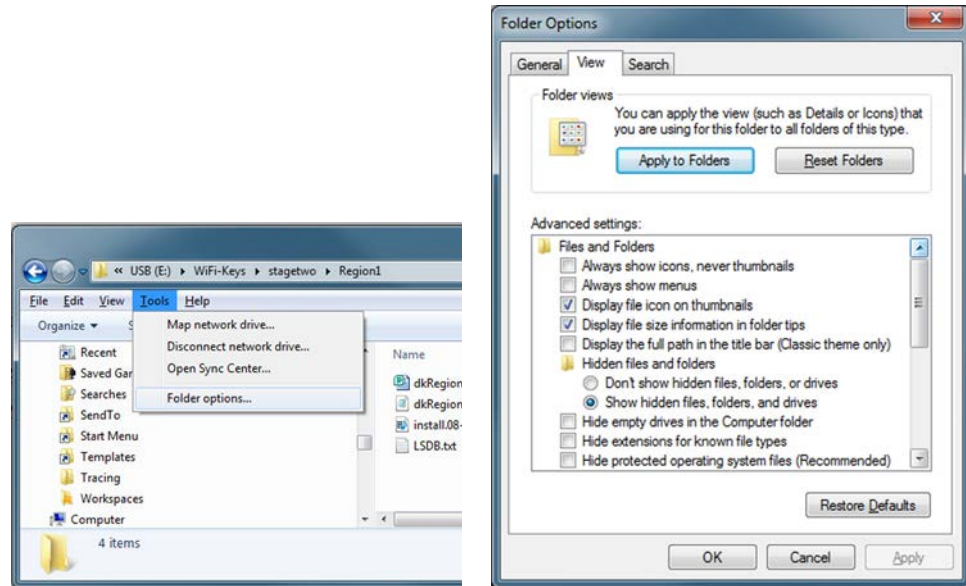 « USB (E:) ▸ WiFi-Keys ▸ stagetwo ▸ Region1
File Edit View Tools Help
Organize
Map network drive...
Disconnect network drive...
Open Sync Center...
Folder options...
Recent
Saved Gar
Searches
SendTo
Start Menu
Templates
Tracing
Workspaces
Computer
Name
dkRegion
dkRegion
install.08-
LSDB.txt
4 items
Folder Options
General View Search
Folder views
You can apply the view (such as Details or Icons) that
you are using for this folder to all folders of this type.
Apply to Folders Reset Folders
Advanced settings:
Files and Folders
Always show icons, never thumbnails
Always show menus
Display file icon on thumbnails
Display file size information in folder tips
Display the full path in the title bar (Classic theme only)
Hidden files and folders
Don't show hidden files, folders, or drives
Show hidden files, folders, and drives
Hide empty drives in the Computer folder
Hide extensions for known file types
Hide protected operating system files (Recommended)
Restore Defaults
OK Cancel Apply